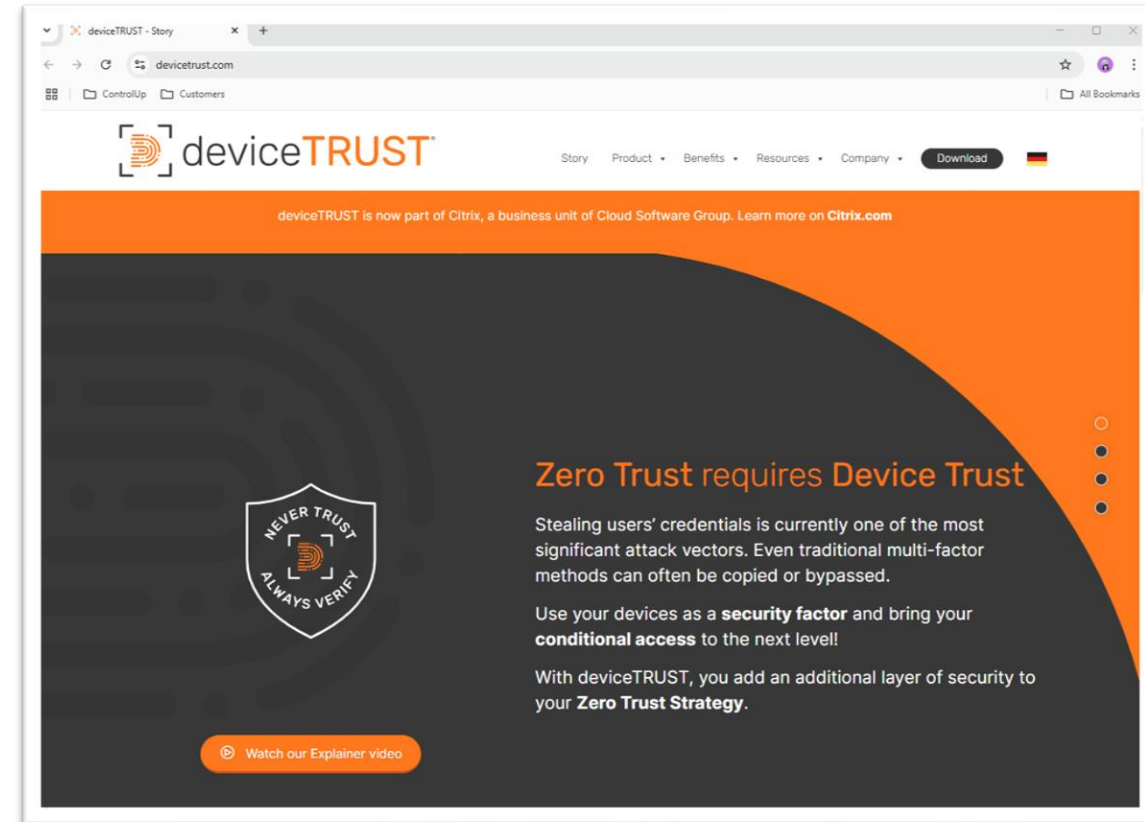 deviceTRUST - Story
devicetrust.com
ControlUp Customers All Bookmarks
deviceTRUST
Story Product Benefits Resources Company Download
deviceTRUST is now part of Citrix, a business unit of Cloud Software Group. Learn more on Citrix.com
NEVER TRUST
ALWAYS VERIFY
Watch our Explainer video
Zero Trust requires Device Trust
Stealing users' credentials is currently one of the most
significant attack vectors. Even traditional multi-factor
methods can often be copied or bypassed.
Use your devices as a security factor and bring your
conditional access to the next level!
With deviceTRUST, you add an additional layer of security to
your Zero Trust Strategy.